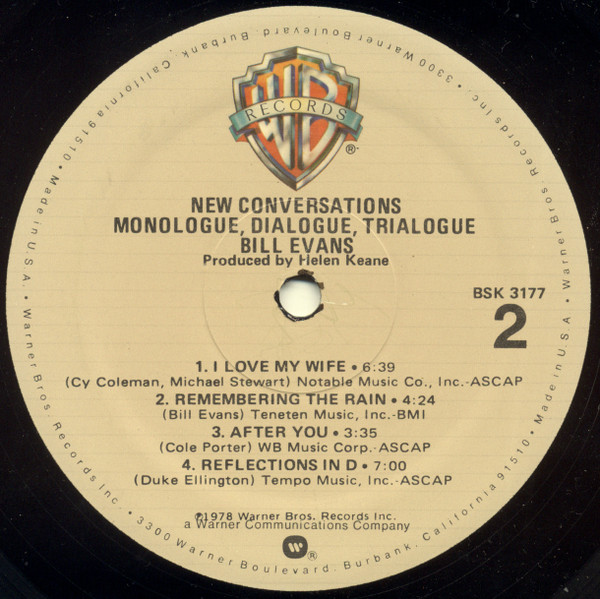 WB
RECORDS
®
NEW CONVERSATIONS
MONOLOGUE, DIALOGUE, TRIALOGUE
BILL EVANS
Produced by Helen Keane
BSK 3177
2
1. I LOVE MY WIFE • 6:39
(Cy Coleman, Michael Stewart) Notable Music Co., Inc.-ASCAP
2. REMEMBERING THE RAIN • 4:24
(Bill Evans) Teneten Music, Inc.-BMI
3. AFTER YOU • 3:35
(Cole Porter) WB Music Corp.-ASCAP
4. REFLECTIONS IN D • 7:00
(Duke Ellington) Tempo Music, Inc.-ASCAP
℗1978 Warner Bros. Records Inc.
a Warner Communications Company
®
Warner Bros. Records Inc. • 3300 Warner Boulevard, Burbank, California 91510 • Made in U.S.A. • Warner Bros. Records Inc. • 3300 Warner Boulevard, Burbank, California 91510 • Made in U.S.A. •